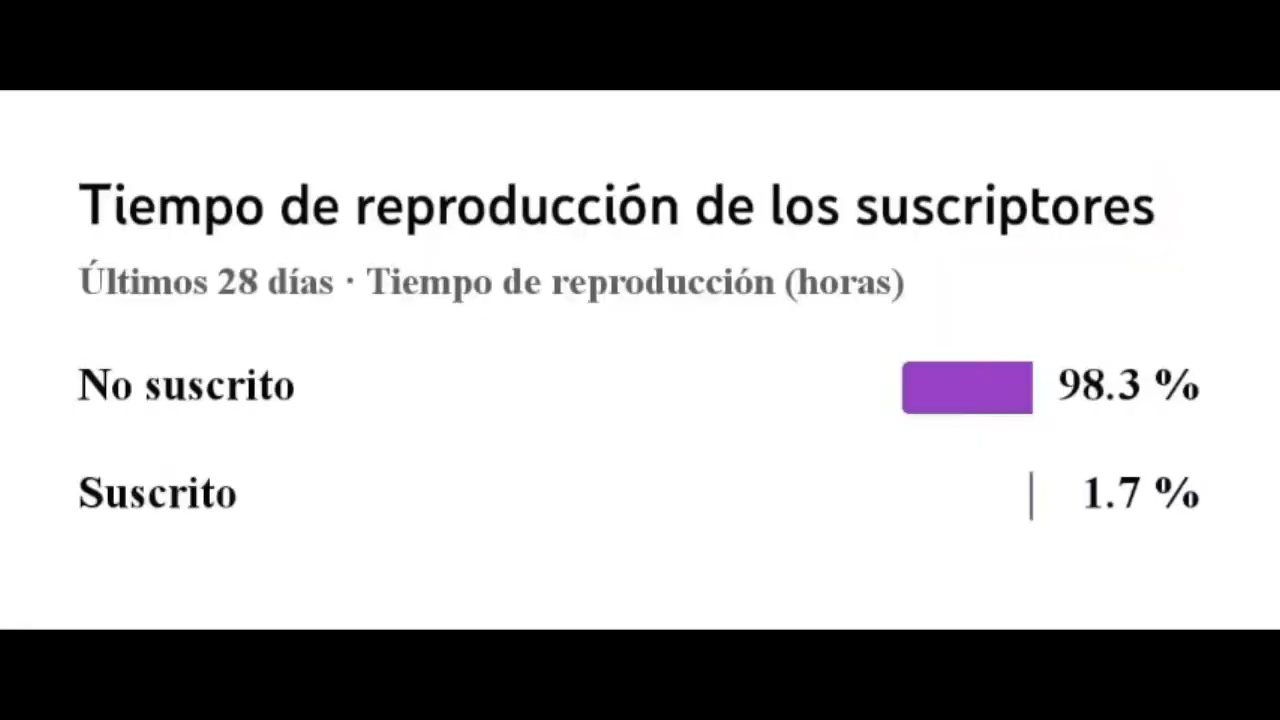 Tiempo de reproducción de los suscriptores
Últimos 28 días · Tiempo de reproducción (horas)
No suscrito 98.3 %
Suscrito 1.7 %